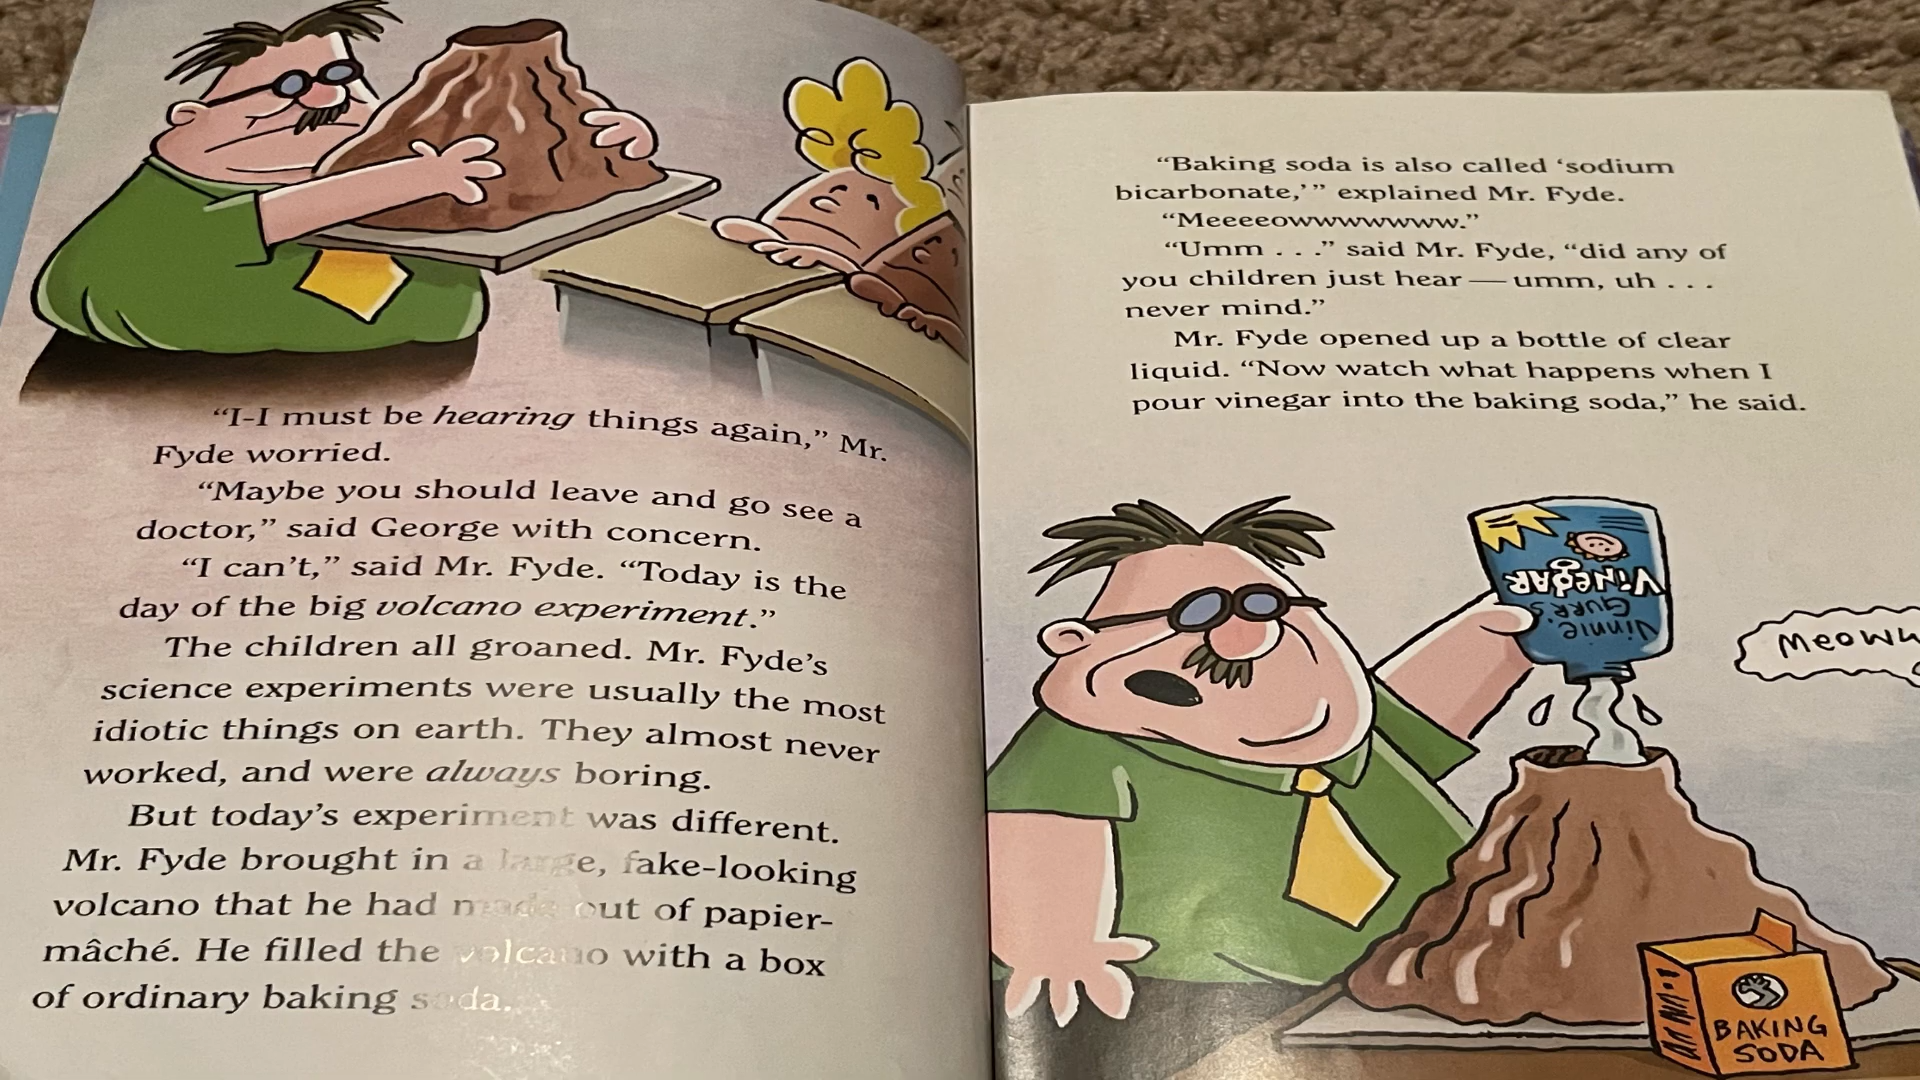 “I-I must be hearing things again,” Mr.
Fyde worried.
“Maybe you should leave and go see a
doctor,” said George with concern.
“I can’t,” said Mr. Fyde. “Today is the
day of the big volcano experiment.”
The children all groaned. Mr. Fyde’s
science experiments were usually the most
idiotic things on earth. They almost never
worked, and were always boring.
But today’s experiment was different.
Mr. Fyde brought in a large, fake-looking
volcano that he had made out of papier-
mâché. He filled the volcano with a box
of ordinary baking soda.
“Baking soda is also called ‘sodium
bicarbonate,’” explained Mr. Fyde.
“Meeeeowwwwwww.”
“Umm . . .” said Mr. Fyde, “did any of
you children just hear — umm, uh . . .
never mind.”
Mr. Fyde opened up a bottle of clear
liquid. “Now watch what happens when I
pour vinegar into the baking soda,” he said.
Vinnie
Gurr’s
Vinegar
Meoww
BAKING
SODA